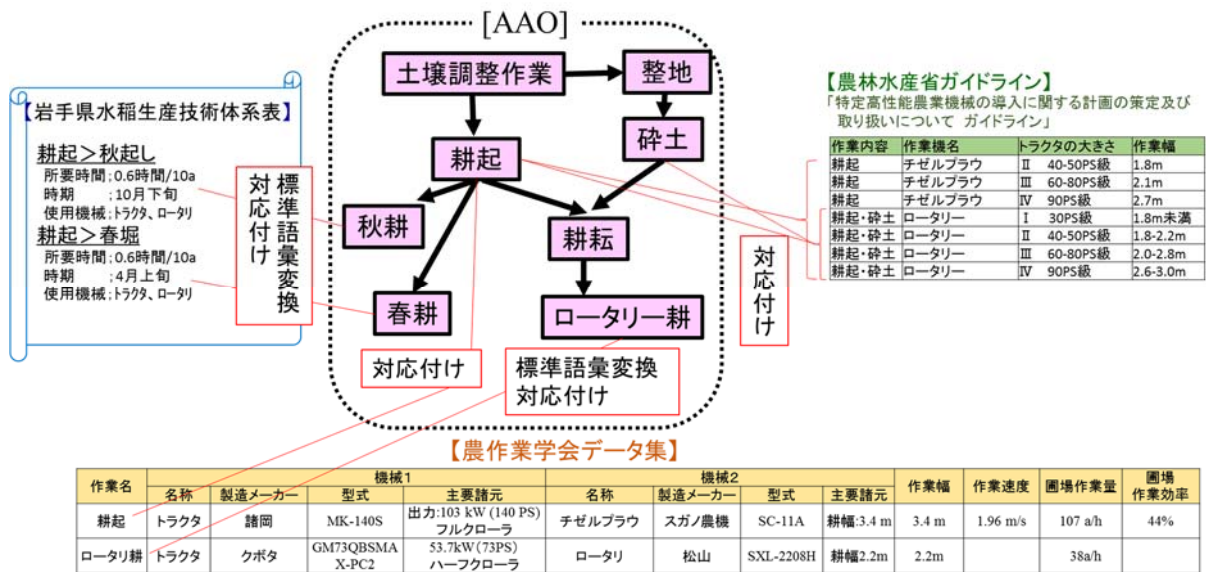 [AAO]
土壌調整作業
整地
砕土
耕起
秋耕
耕耘
春耕
ロータリー耕
【岩手県水稲生産技術体系表】
耕起>秋起し
所要時間:0.6時間/10a
時期 :10月下旬
使用機械:トラクタ、ロータリ
耕起>春堀
所要時間:0.6時間/10a
時期 :4月上旬
使用機械:トラクタ、ロータリ
標準語彙変換
対応付け
対応付け
標準語彙変換
対応付け
対応付け
【農林水産省ガイドライン】
「特定高性能農業機械の導入に関する計画の策定及び
取り扱いについて ガイドライン」
作業内容 作業機名 トラクタの大きさ 作業幅
耕起 チゼルプラウ Ⅱ 40-50PS級 1.8m
耕起 チゼルプラウ Ⅲ 60-80PS級 2.1m
耕起 チゼルプラウ Ⅳ 90PS級 2.7m
耕起・砕土 ロータリー Ⅰ 30PS級 1.8m未満
耕起・砕土 ロータリー Ⅱ 40-50PS級 1.8-2.2m
耕起・砕土 ロータリー Ⅲ 60-80PS級 2.0-2.8m
耕起・砕土 ロータリー Ⅳ 90PS級 2.6-3.0m
【農作業学会データ集】
作業名 機械1 機械2 作業幅 作業速度 圃場作業量 圃場
作業効率
名称 製造メーカー 型式 主要諸元 名称 製造メーカー 型式 主要諸元
耕起 トラクタ 諸岡 MK-140S 出力:103 kW (140 PS)
フルクローラ チゼルプラウ スガノ農機 SC-11A 耕幅:3.4 m 3.4 m 1.96 m/s 107 a/h 44%
ロータリ耕 トラクタ クボタ GM73QBSMA
X-PC2 53.7kW(73PS)
ハーフクローラ ロータリ 松山 SXL-2208H 耕幅2.2m 2.2m 38a/h